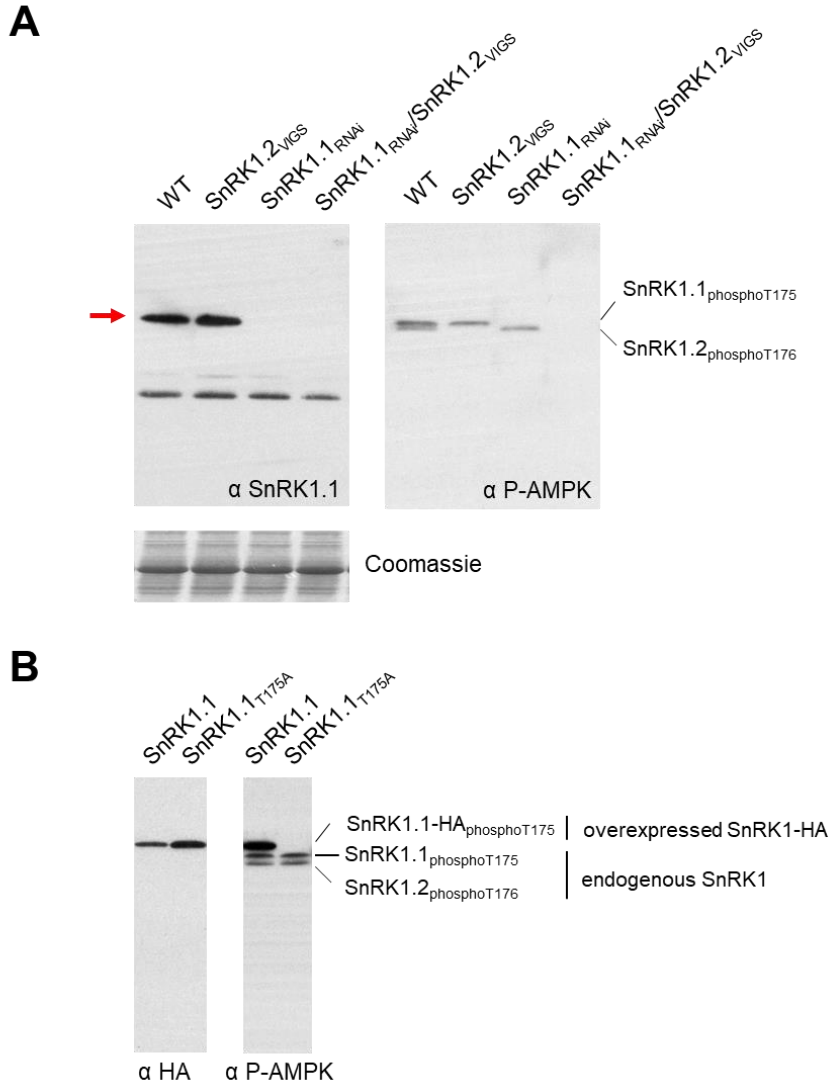 A
WT
SnRK1.2VIGS
SnRK1.1RNAi
SnRK1.1RNAi/SnRK1.2VIGS
WT
SnRK1.2VIGS
SnRK1.1RNAi
SnRK1.1RNAi/SnRK1.2VIGS
SnRK1.1phosphoT175
SnRK1.2phosphoT176
α SnRK1.1
α P-AMPK
Coomassie
B
SnRK1.1
SnRK1.1T175A
SnRK1.1
SnRK1.1T175A
SnRK1.1-HAphosphoT175
overexpressed SnRK1-HA
SnRK1.1phosphoT175
endogenous SnRK1
SnRK1.2phosphoT176
α HA
α P-AMPK